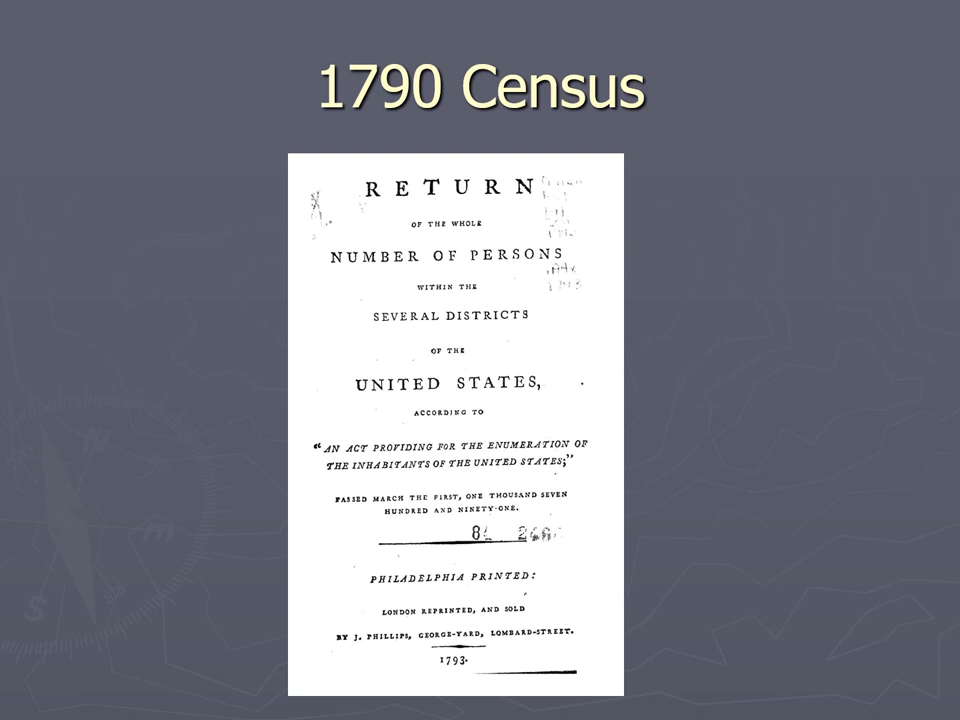 1790 Census
RETURN
OF THE WHOLE
NUMBER OF PERSONS
WITHIN THE
SEVERAL DISTRICTS
OF THE
UNITED STATES,
ACCORDING TO
"AN ACT PROVIDING FOR THE ENUMERATION OF
THE INHABITANTS OF THE UNITED STATES;"
PASSED MARCH THE FIRST, ONE THOUSAND SEVEN
HUNDRED AND NINETY-ONE.
PHILADELPHIA PRINTED:
LONDON REPRINTED, AND SOLD
BY J. PHILLIPS, GEORGE-YARD, LOMBARD-STREET.
1793.